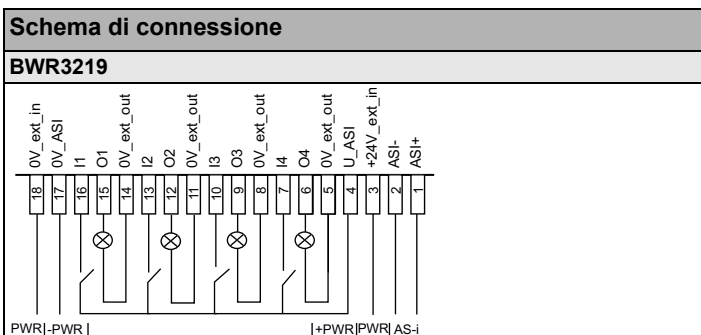 Schema di connessione
BWR3219
0V_ext_in
0V_ASI
I1
O1
0V_ext_out
I2
O2
0V_ext_out
I3
O3
0V_ext_out
I4
O4
0V_ext_out
U_ASI
+24V_ext_in
ASI-
ASI+
18 17 16 15 14 13 12 11 10 9 8 7 6 5 4 3 2 1
PWR|-PWR | |+PWR|PWR| AS-i